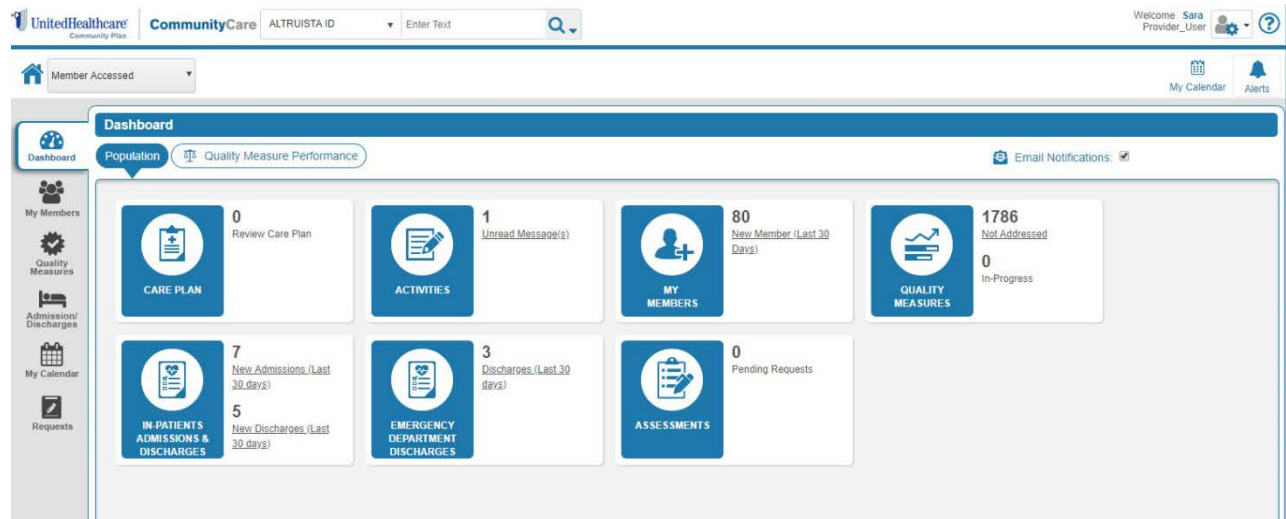 UnitedHealthcare
Community Plan
CommunityCare
ALTRUISTA ID
Enter Text
Welcome Sara
Provider_User
?
Member Accessed
My Calendar
Alerts
Dashboard
Population
Quality Measure Performance
Email Notifications:
Dashboard
My Members
Quality
Measures
Admission/
Discharges
My Calendar
Requests
CARE PLAN
0
Review Care Plan
ACTIVITIES
1
Unread Message(s)
MY
MEMBERS
80
New Member (Last 30
Days)
QUALITY
MEASURES
1786
Not Addressed
0
In-Progress
IN-PATIENTS
ADMISSIONS &
DISCHARGES
7
New Admissions (Last
30 days)
5
New Discharges (Last
30 days)
EMERGENCY
DEPARTMENT
DISCHARGES
3
Discharges (Last 30
days)
ASSESSMENTS
0
Pending Requests